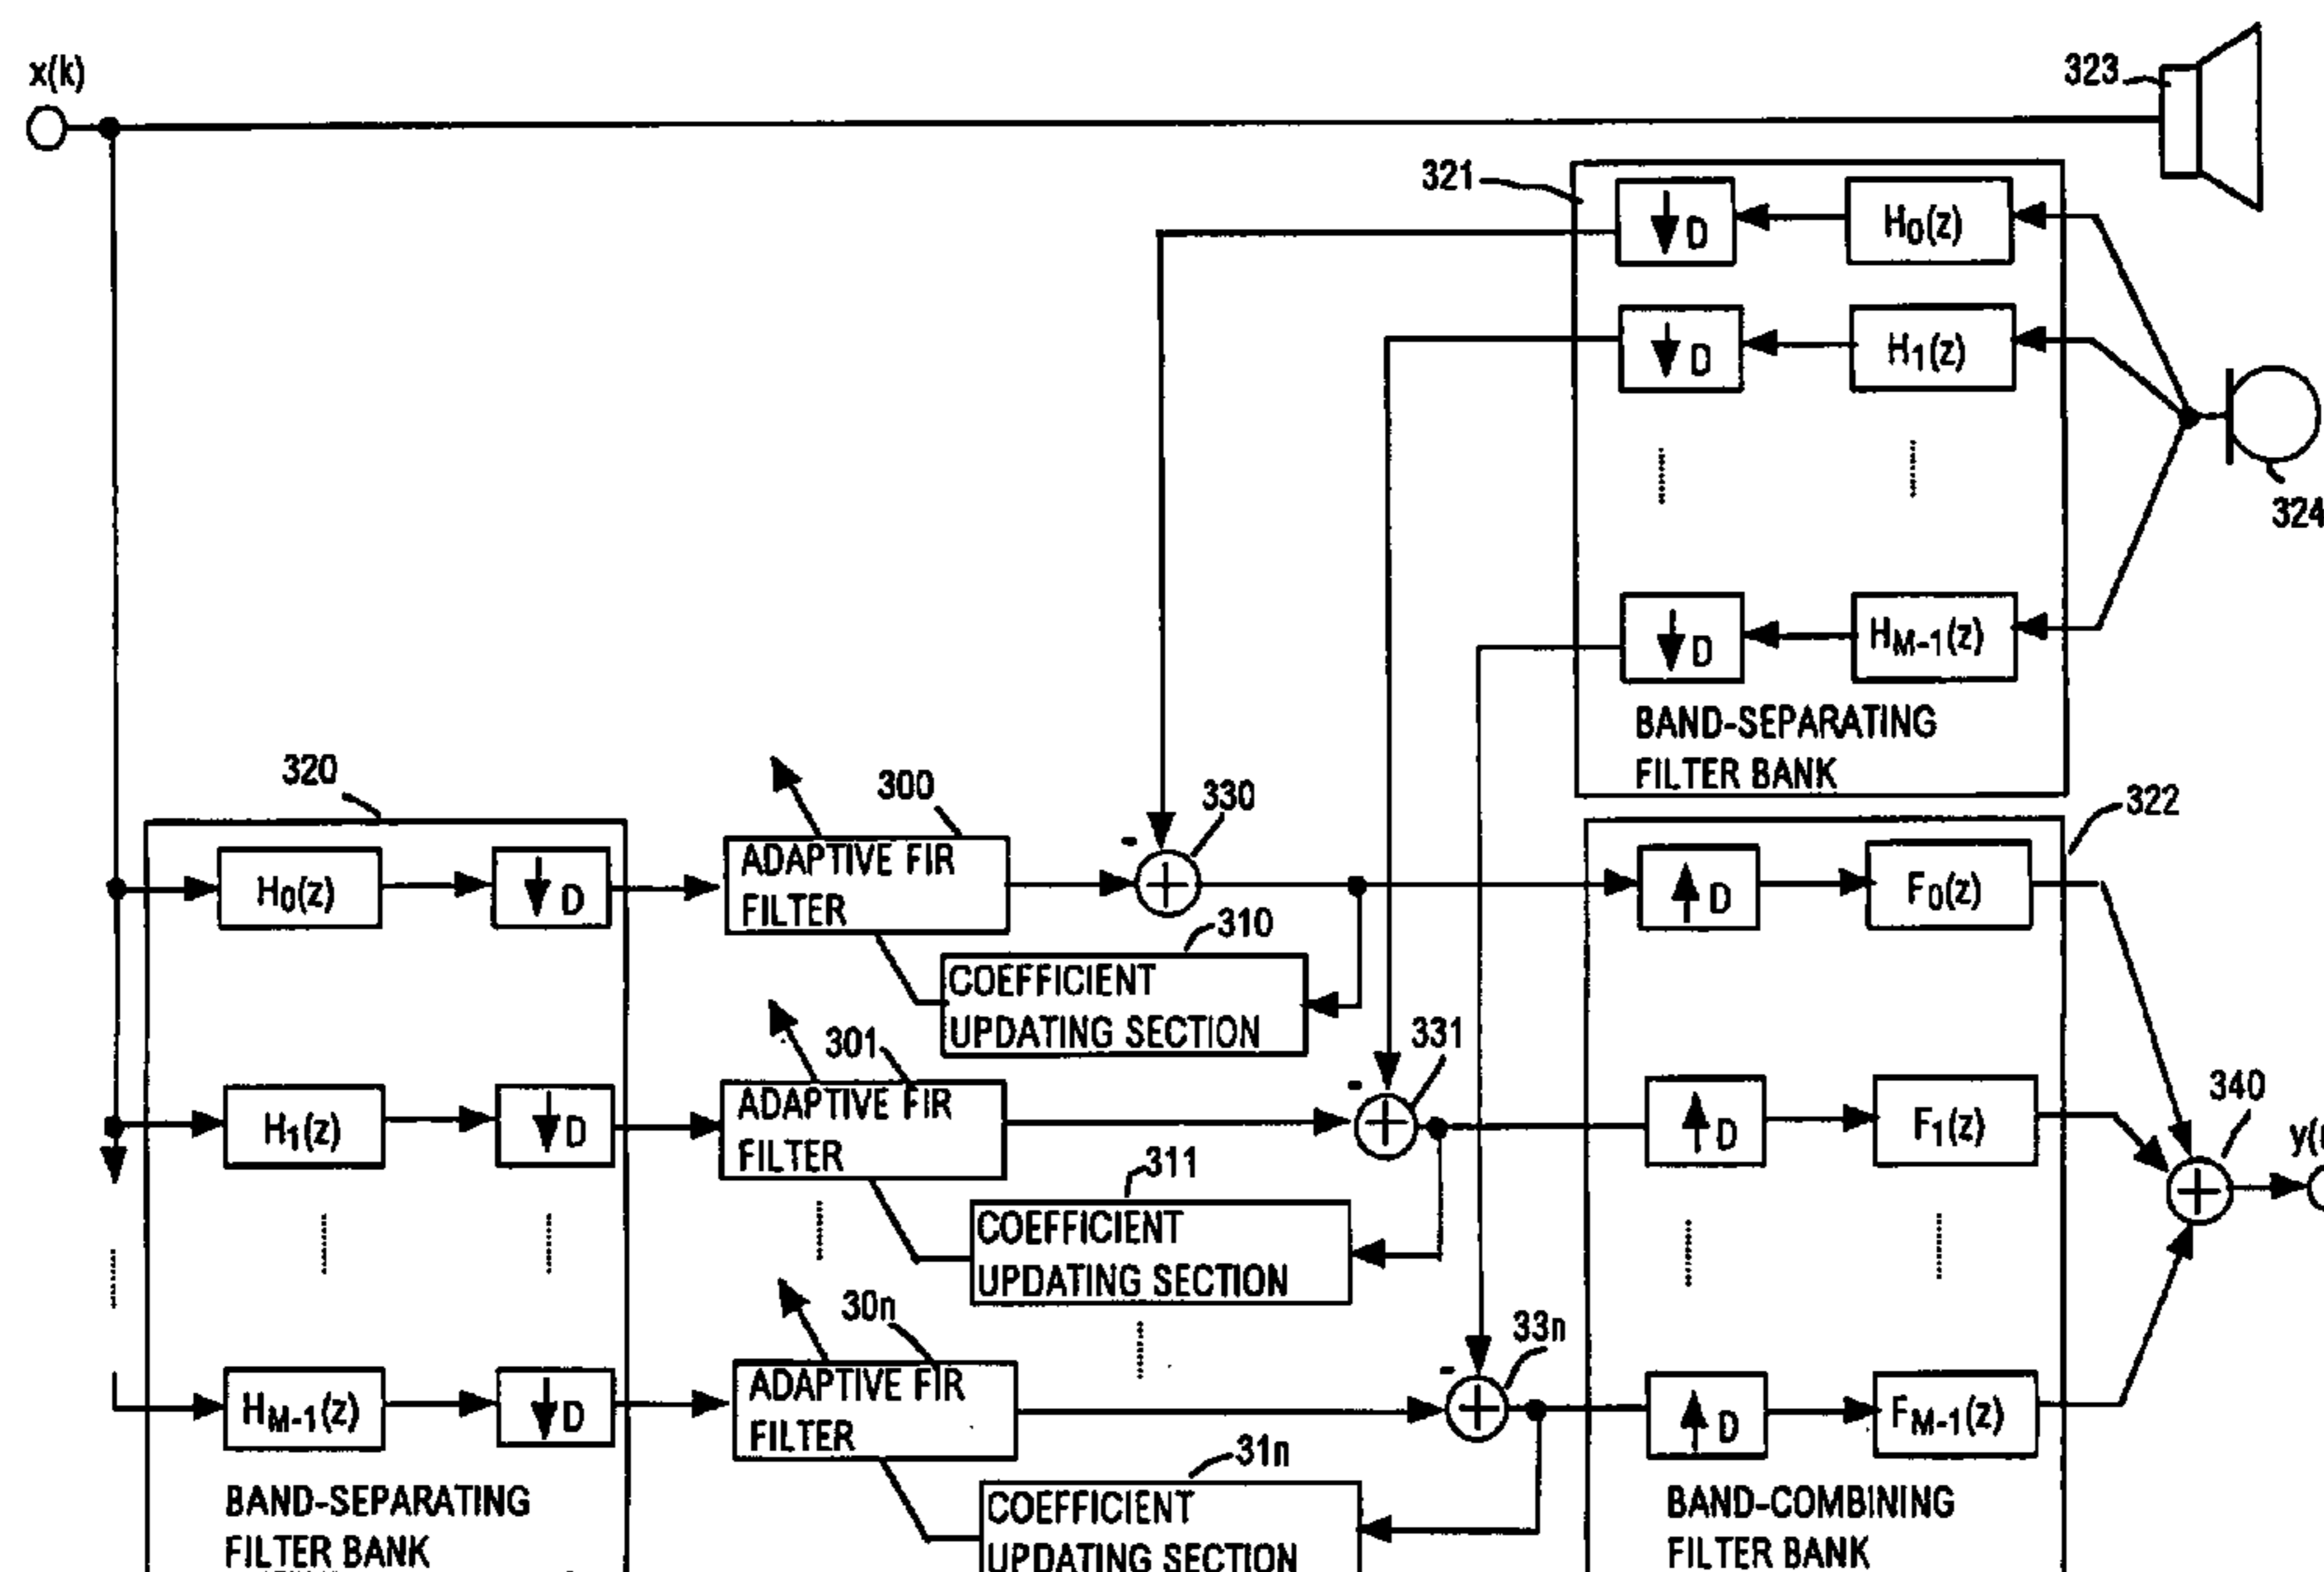 x(k)
323
321
D
H0(z)
D
H1(z)
324
D
HM-1(z)
BAND-SEPARATING
FILTER BANK
320
300
330
322
H0(z)
D
ADAPTIVE FIR
FILTER
-
D
F0(z)
310
COEFFICIENT
UPDATING SECTION
301
331
340
H1(z)
D
ADAPTIVE FIR
FILTER
-
D
F1(z)
311
COEFFICIENT
UPDATING SECTION
30n
33n
HM-1(z)
D
ADAPTIVE FIR
FILTER
-
D
FM-1(z)
31n
COEFFICIENT
UPDATING SECTION
BAND-SEPARATING
FILTER BANK
BAND-COMBINING
FILTER BANK